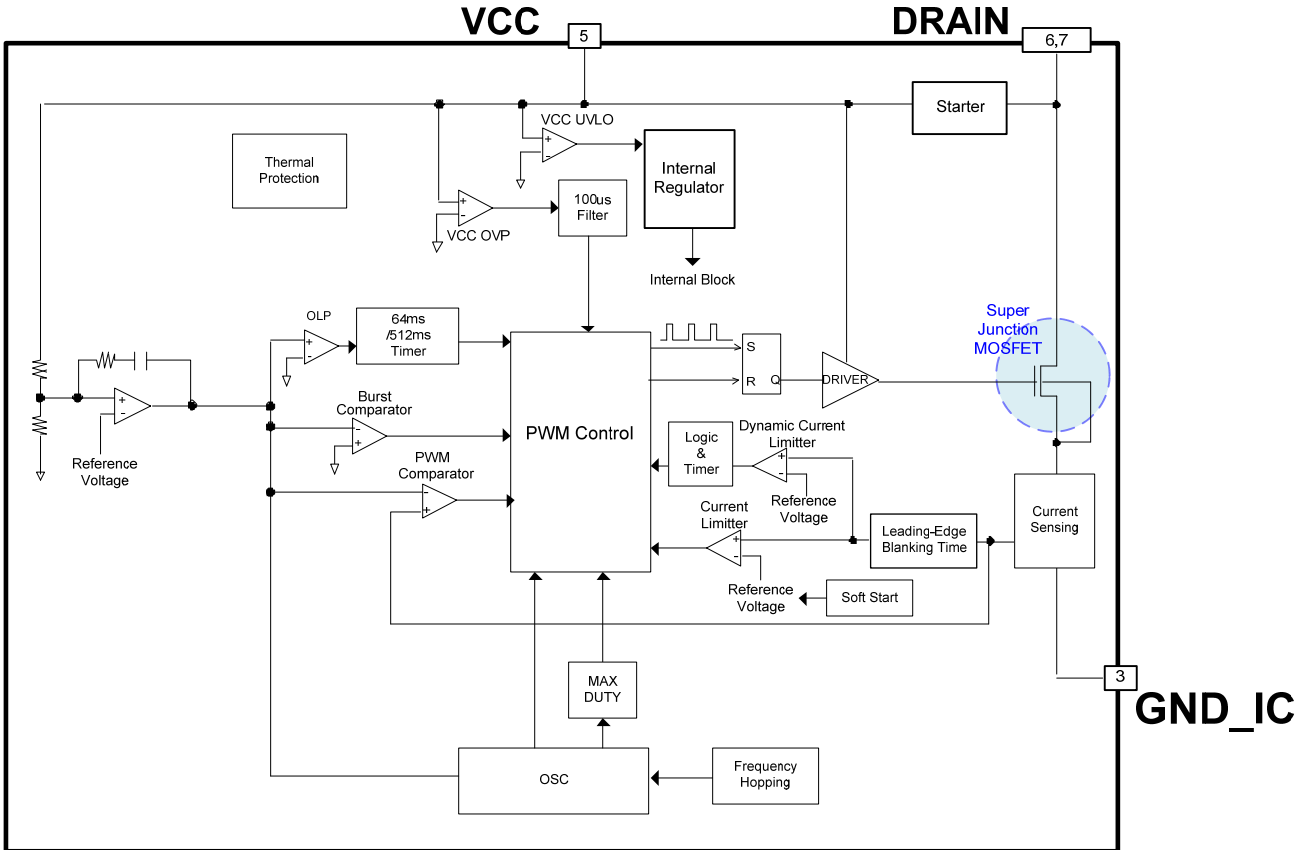 VCC
DRAIN
5
6,7
Starter
VCC UVLO
+
-
Thermal
Protection
Internal
Regulator
100us
Filter
+
-
VCC OVP
Internal Block
OLP
+
-
64ms
/512ms
Timer
Super
Junction
MOSFET
S
R
Q
DRIVER
Burst
Comparator
-
+
+
-
Reference
Voltage
PWM Control
PWM
Comparator
-
+
Logic
&
Timer
Dynamic Current
Limitter
+
-
Reference
Voltage
Current
Limitter
+
-
Leading-Edge
Blanking Time
Current
Sensing
Reference
Voltage
Soft Start
MAX
DUTY
3
GND_IC
OSC
Frequency
Hopping